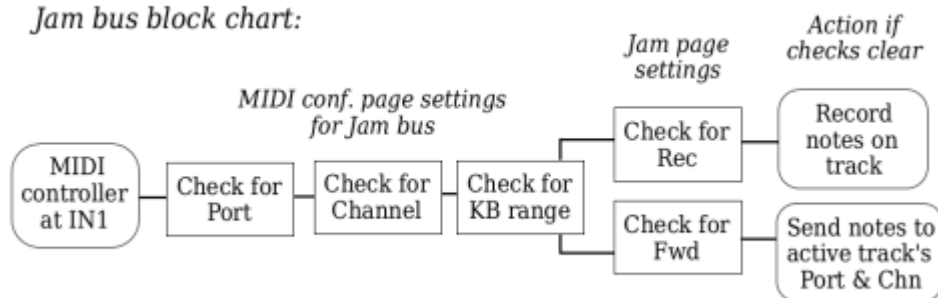 Jam bus block chart:
Action if
checks clear
Jam page
settings
MIDI conf. page settings
for Jam bus
MIDI
controller
at IN1
Check for
Port
Check for
Channel
Check for
KB range
Check for
Rec
Record
notes on
track
Check for
Fwd
Send notes to
active track's
Port & Chn